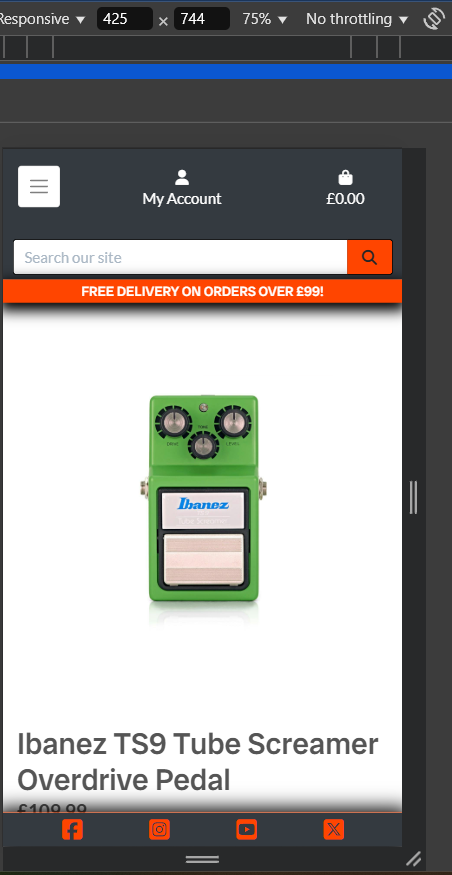 Responsive ▼ 425 × 744 75% ▼ No throttling ▼
My Account £0.00
Search our site
FREE DELIVERY ON ORDERS OVER £99!
Ibanez
Ibanez TS9 Tube Screamer
Overdrive Pedal
£109.99